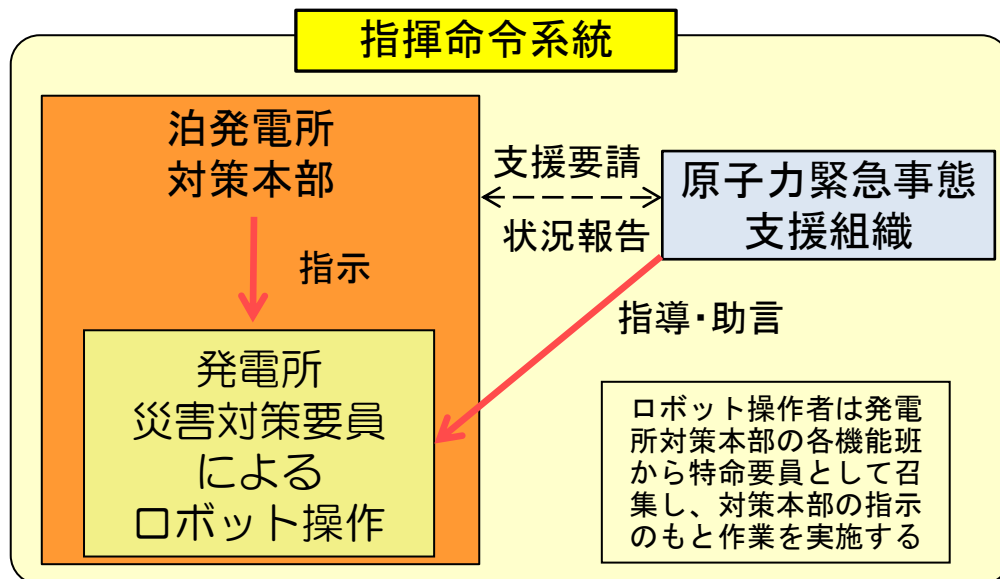 指揮命令系統
泊発電所
対策本部
指示
発電所
災害対策要員
による
ロボット操作
支援要請
状況報告
原子力緊急事態
支援組織
指導・助言
ロボット操作者は発電
所対策本部の各機能班
から特命要員として召
集し、対策本部の指示
のもと作業を実施する